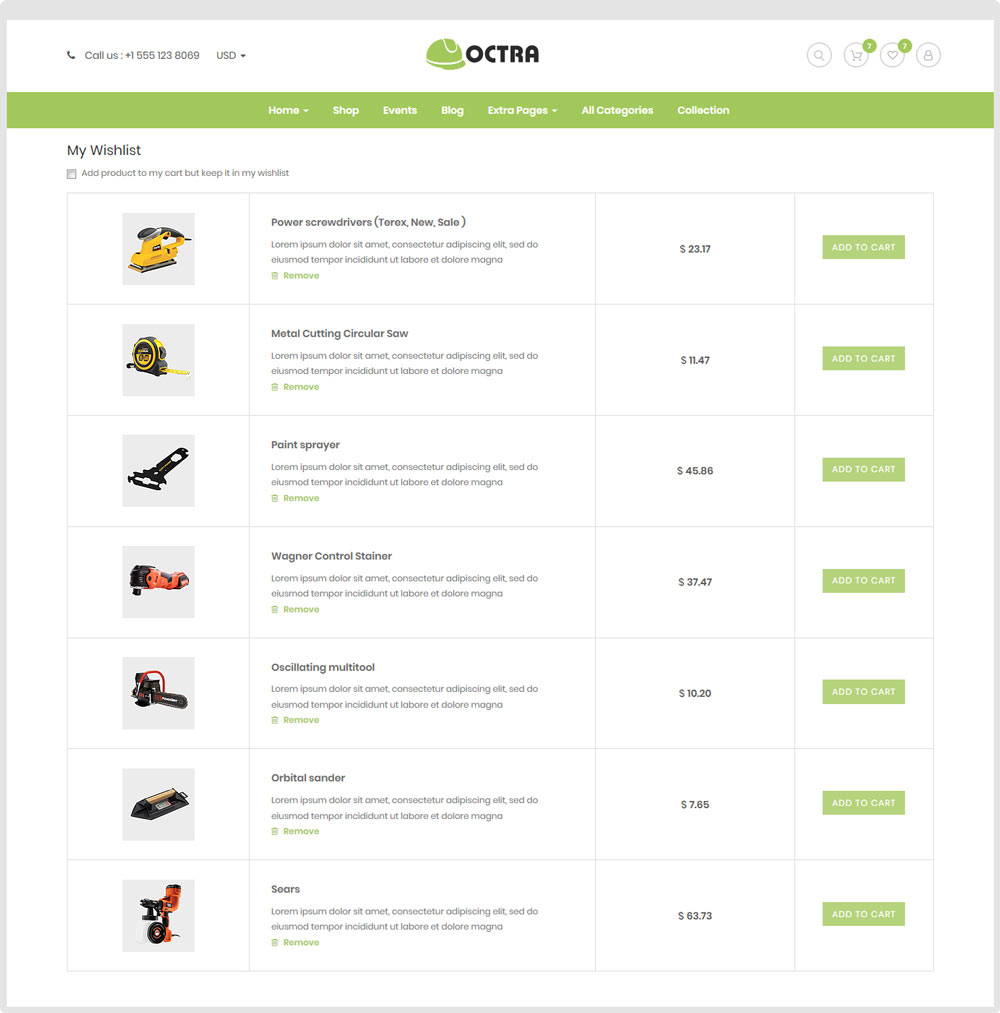 Call us : +1 555 123 8069 USD
OCTRA
7 7
Home Shop Events Blog Extra Pages All Categories Collection
My Wishlist
Add product to my cart but keep it in my wishlist
Power screwdrivers (Terex, New, Sale )
Lorem ipsum dolor sit amet, consectetur adipiscing elit, sed do
eiusmod tempor incididunt ut labore et dolore magna
Remove
$ 23.17
ADD TO CART
Metal Cutting Circular Saw
Lorem ipsum dolor sit amet, consectetur adipiscing elit, sed do
eiusmod tempor incididunt ut labore et dolore magna
Remove
$ 11.47
ADD TO CART
Paint sprayer
Lorem ipsum dolor sit amet, consectetur adipiscing elit, sed do
eiusmod tempor incididunt ut labore et dolore magna
Remove
$ 45.86
ADD TO CART
Wagner Control Stainer
Lorem ipsum dolor sit amet, consectetur adipiscing elit, sed do
eiusmod tempor incididunt ut labore et dolore magna
Remove
$ 37.47
ADD TO CART
Oscillating multitool
Lorem ipsum dolor sit amet, consectetur adipiscing elit, sed do
eiusmod tempor incididunt ut labore et dolore magna
Remove
$ 10.20
ADD TO CART
Orbital sander
Lorem ipsum dolor sit amet, consectetur adipiscing elit, sed do
eiusmod tempor incididunt ut labore et dolore magna
Remove
$ 7.65
ADD TO CART
Sears
Lorem ipsum dolor sit amet, consectetur adipiscing elit, sed do
eiusmod tempor incididunt ut labore et dolore magna
Remove
$ 63.73
ADD TO CART